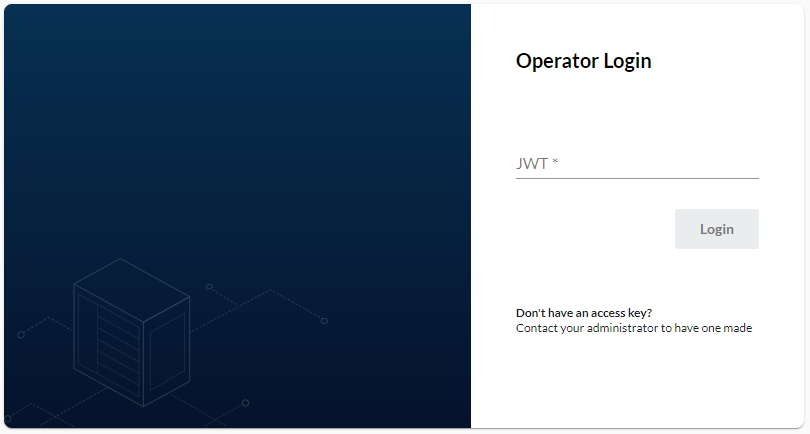 Operator Login
JWT *
Login
Don't have an access key?
Contact your administrator to have one made